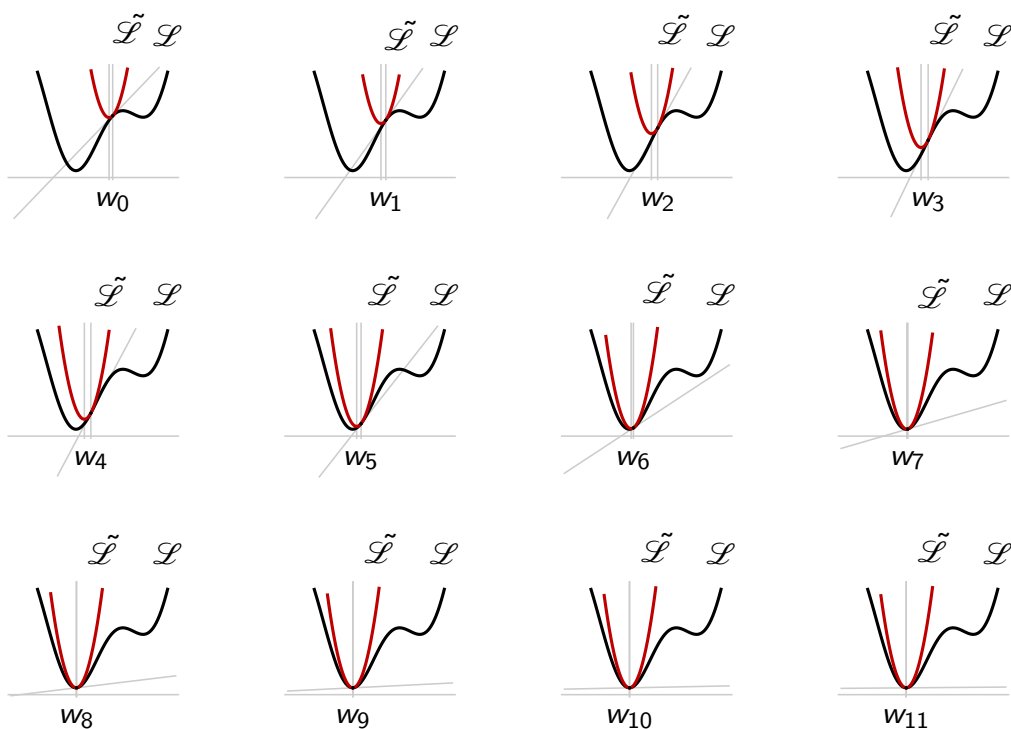 ℒ̃ ℒ ℒ̃ ℒ ℒ̃ ℒ ℒ̃ ℒ
w₀ w₁ w₂ w₃
ℒ̃ ℒ ℒ̃ ℒ ℒ̃ ℒ ℒ̃ ℒ
w₄ w₅ w₆ w₇
ℒ̃ ℒ ℒ̃ ℒ ℒ̃ ℒ ℒ̃ ℒ
w₈ w₉ w₁₀ w₁₁